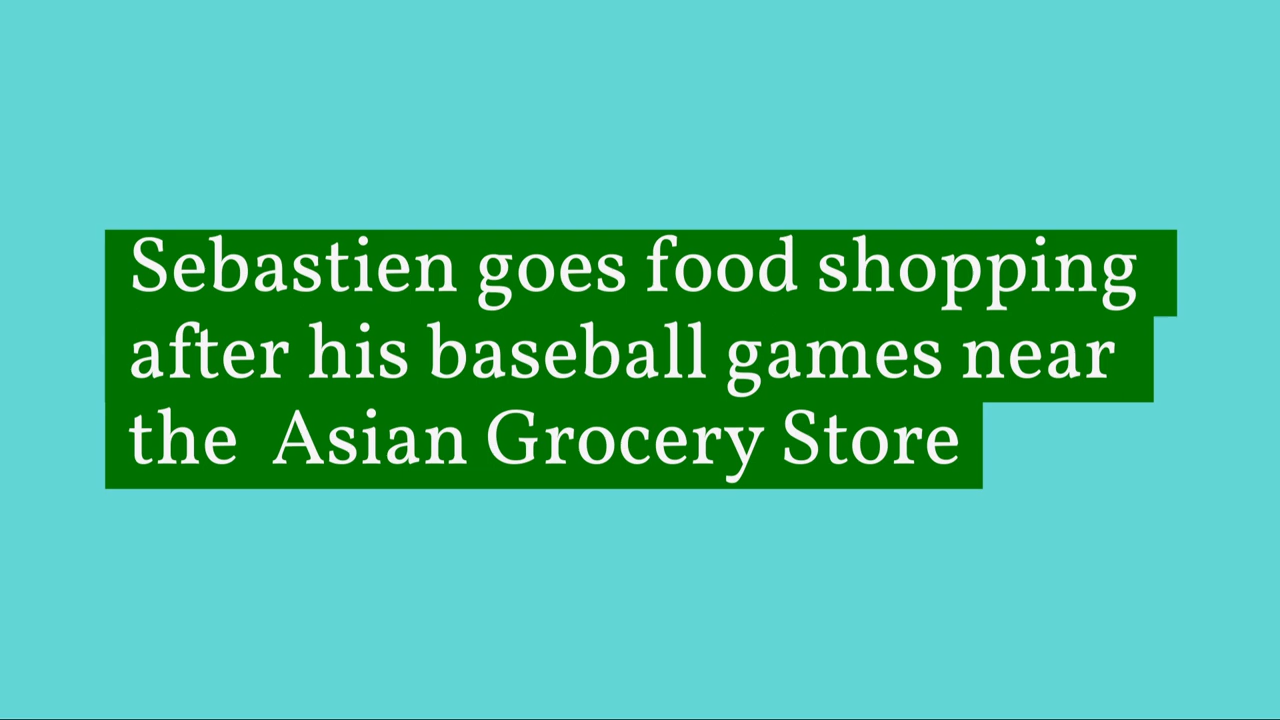 Sebastien goes food shopping
after his baseball games near
the  Asian Grocery Store